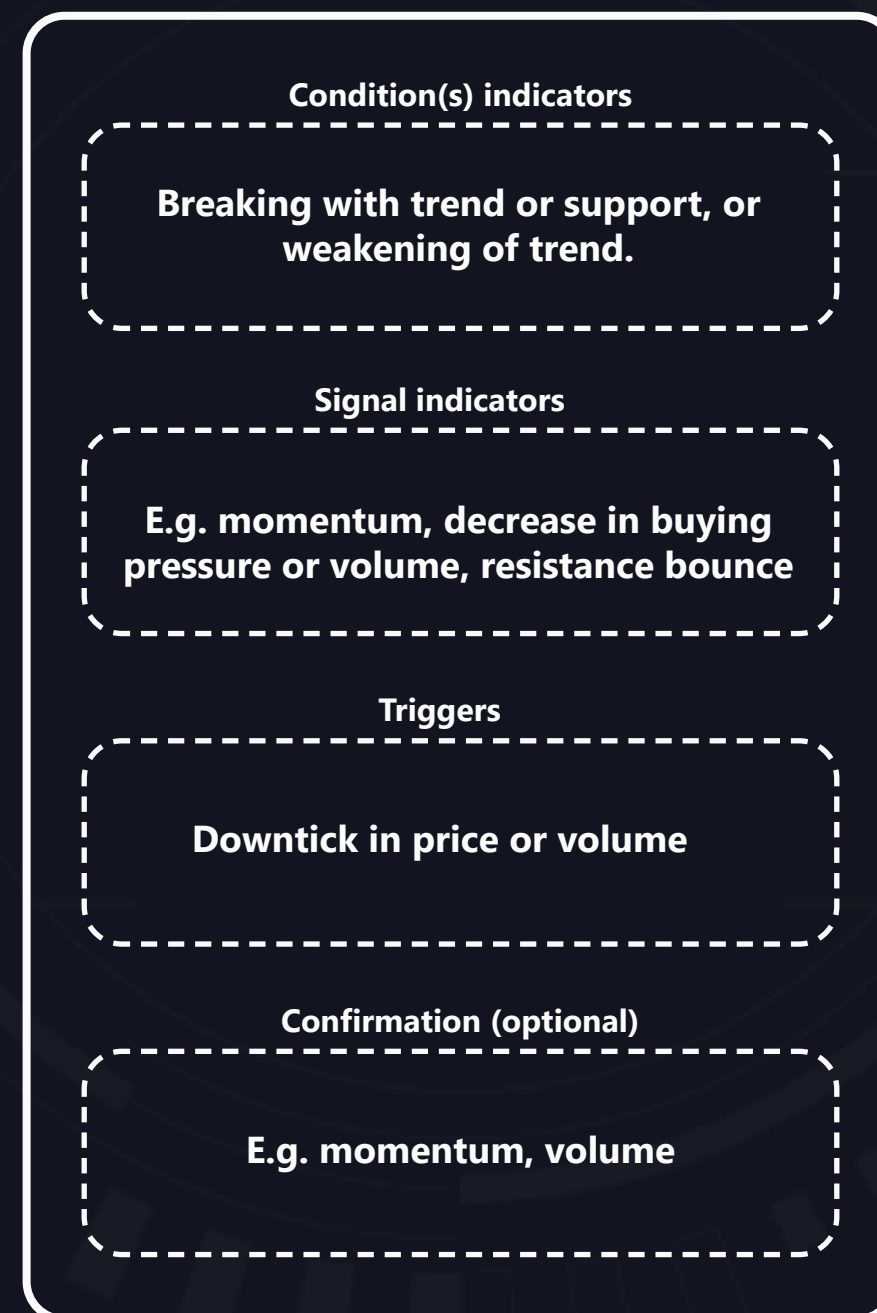 Condition(s) indicators
Breaking with trend or support, or
weakening of trend.
Signal indicators
E.g. momentum, decrease in buying
pressure or volume, resistance bounce
Triggers
Downtick in price or volume
Confirmation (optional)
E.g. momentum, volume